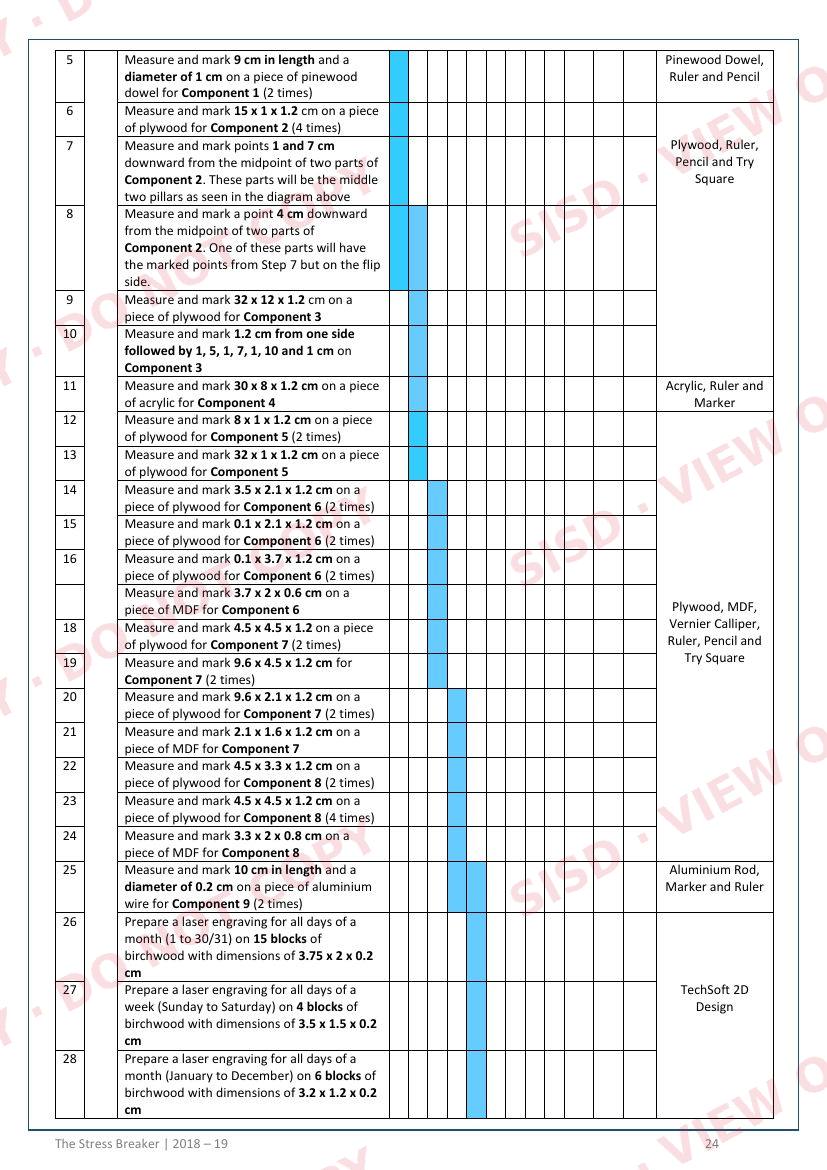 5
Measure and mark 9 cm in length and a
diameter of 1 cm on a piece of pinewood
dowel for Component 1 (2 times)
Pinewood Dowel,
Ruler and Pencil
6
Measure and mark 15 x 1 x 1.2 cm on a piece
of plywood for Component 2 (4 times)
7
Measure and mark points 1 and 7 cm
downward from the midpoint of two parts of
Component 2. These parts will be the middle
two pillars as seen in the diagram above
Plywood, Ruler,
Pencil and Try
Square
8
Measure and mark a point 4 cm downward
from the midpoint of two parts of
Component 2. One of these parts will have
the marked points from Step 7 but on the flip
side.
9
Measure and mark 32 x 12 x 1.2 cm on a
piece of plywood for Component 3
10
Measure and mark 1.2 cm from one side
followed by 1, 5, 1, 7, 1, 10 and 1 cm on
Component 3
11
Measure and mark 30 x 8 x 1.2 cm on a piece
of acrylic for Component 4
Acrylic, Ruler and
Marker
12
Measure and mark 8 x 1 x 1.2 cm on a piece
of plywood for Component 5 (2 times)
13
Measure and mark 32 x 1 x 1.2 cm on a piece
of plywood for Component 5
14
Measure and mark 3.5 x 2.1 x 1.2 cm on a
piece of plywood for Component 6 (2 times)
15
Measure and mark 0.1 x 2.1 x 1.2 cm on a
piece of plywood for Component 6 (2 times)
16
Measure and mark 0.1 x 3.7 x 1.2 cm on a
piece of plywood for Component 6 (2 times)
Measure and mark 3.7 x 2 x 0.6 cm on a
piece of MDF for Component 6
18
Measure and mark 4.5 x 4.5 x 1.2 on a piece
of plywood for Component 7 (2 times)
19
Measure and mark 9.6 x 4.5 x 1.2 cm for
Component 7 (2 times)
Plywood, MDF,
Vernier Calliper,
Ruler, Pencil and
Try Square
20
Measure and mark 9.6 x 2.1 x 1.2 cm on a
piece of plywood for Component 7 (2 times)
21
Measure and mark 2.1 x 1.6 x 1.2 cm on a
piece of MDF for Component 7
22
Measure and mark 4.5 x 3.3 x 1.2 cm on a
piece of plywood for Component 8 (2 times)
23
Measure and mark 4.5 x 4.5 x 1.2 cm on a
piece of plywood for Component 8 (4 times)
24
Measure and mark 3.3 x 2 x 0.8 cm on a
piece of MDF for Component 8
25
Measure and mark 10 cm in length and a
diameter of 0.2 cm on a piece of aluminium
wire for Component 9 (2 times)
Aluminium Rod,
Marker and Ruler
26
Prepare a laser engraving for all days of a
month (1 to 30/31) on 15 blocks of
birchwood with dimensions of 3.75 x 2 x 0.2
cm
27
Prepare a laser engraving for all days of a
week (Sunday to Saturday) on 4 blocks of
birchwood with dimensions of 3.5 x 1.5 x 0.2
cm
TechSoft 2D
Design
28
Prepare a laser engraving for all days of a
month (January to December) on 6 blocks of
birchwood with dimensions of 3.2 x 1.2 x 0.2
cm
The Stress Breaker | 2018 – 19
24
Y · DO NOT COPY
SISD · VIEW O
Y · DO NOT COPY
SISD · VIEW O
Y · DO NOT COPY
SISD · VIEW O